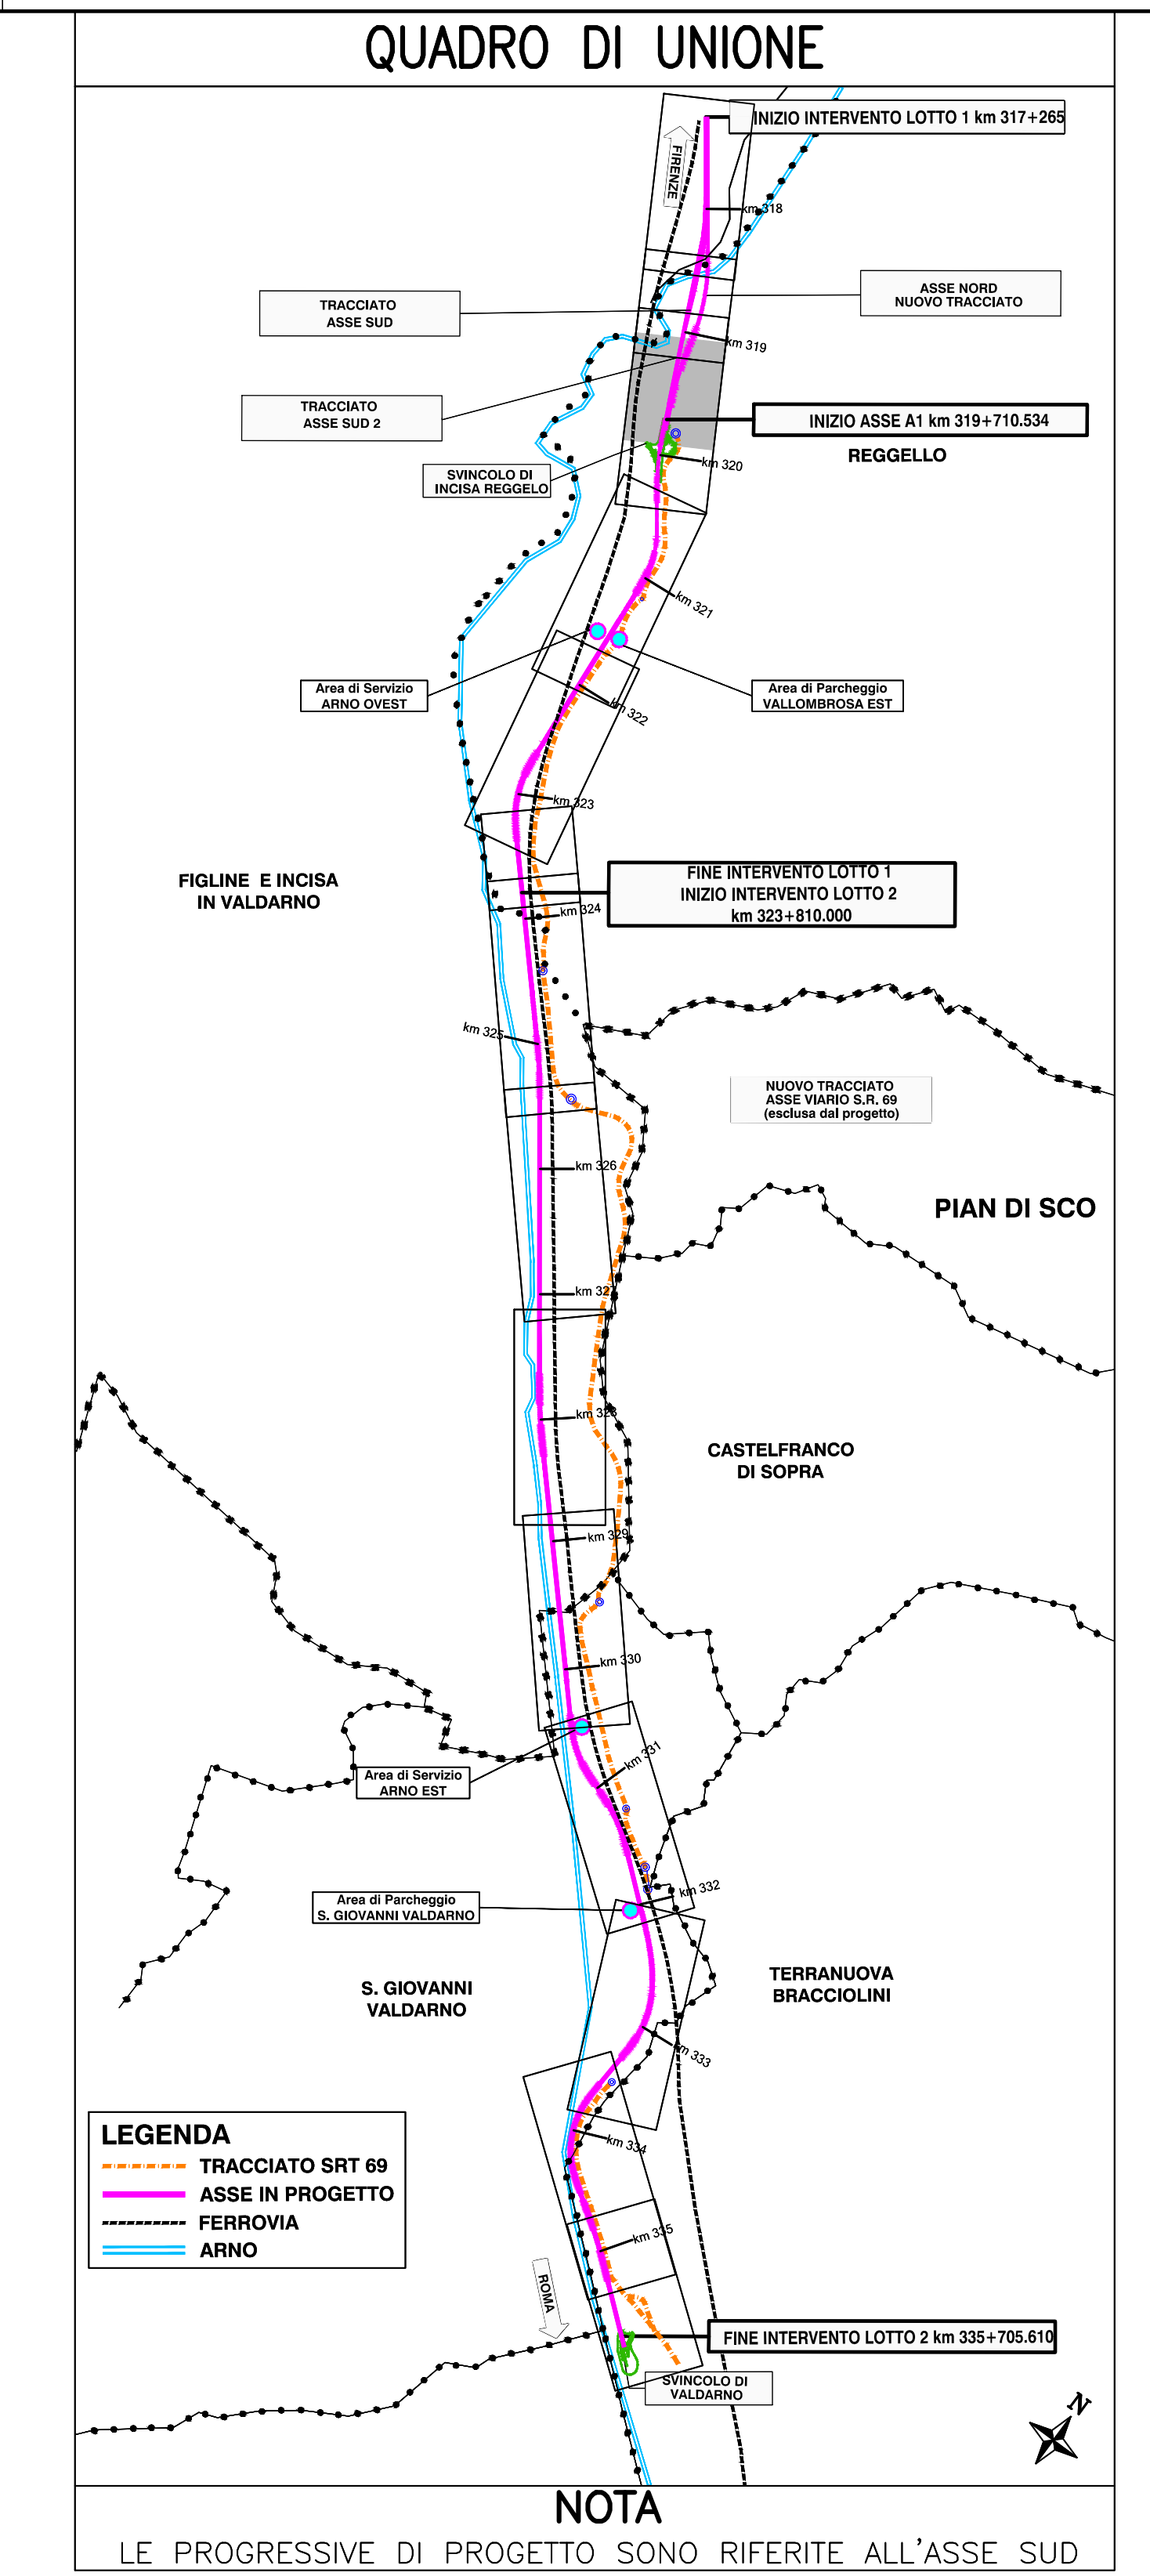 QUADRO DI UNIONE
INIZIO INTERVENTO LOTTO 1 km 317+265
FIRENZE
km 318
ASSE NORD
NUOVO TRACCIATO
TRACCIATO
ASSE SUD
km 319
TRACCIATO
ASSE SUD 2
INIZIO ASSE A1 km 319+710.534
REGGELLO
km 320
SVINCOLO DI
INCISA REGGELO
km 321
Area di Servizio
ARNO OVEST
Area di Parcheggio
VALLOMBROSA EST
km 322
km 323
FIGLINE E INCISA
IN VALDARNO
FINE INTERVENTO LOTTO 1
INIZIO INTERVENTO LOTTO 2
km 323+810.000
km 324
km 325
NUOVO TRACCIATO
ASSE VIARIO S.R. 69
(esclusa dal progetto)
km 326
PIAN DI SCO
km 327
km 328
CASTELFRANCO
DI SOPRA
km 329
km 330
km 331
Area di Servizio
ARNO EST
km 332
Area di Parcheggio
S. GIOVANNI VALDARNO
S. GIOVANNI
VALDARNO
TERRANUOVA
BRACCIOLINI
km 333
km 334
LEGENDA
TRACCIATO SRT 69
ASSE IN PROGETTO
FERROVIA
ARNO
km 335
ROMA
FINE INTERVENTO LOTTO 2 km 335+705.610
SVINCOLO DI
VALDARNO
N
NOTA
LE PROGRESSIVE DI PROGETTO SONO RIFERITE ALL'ASSE SUD